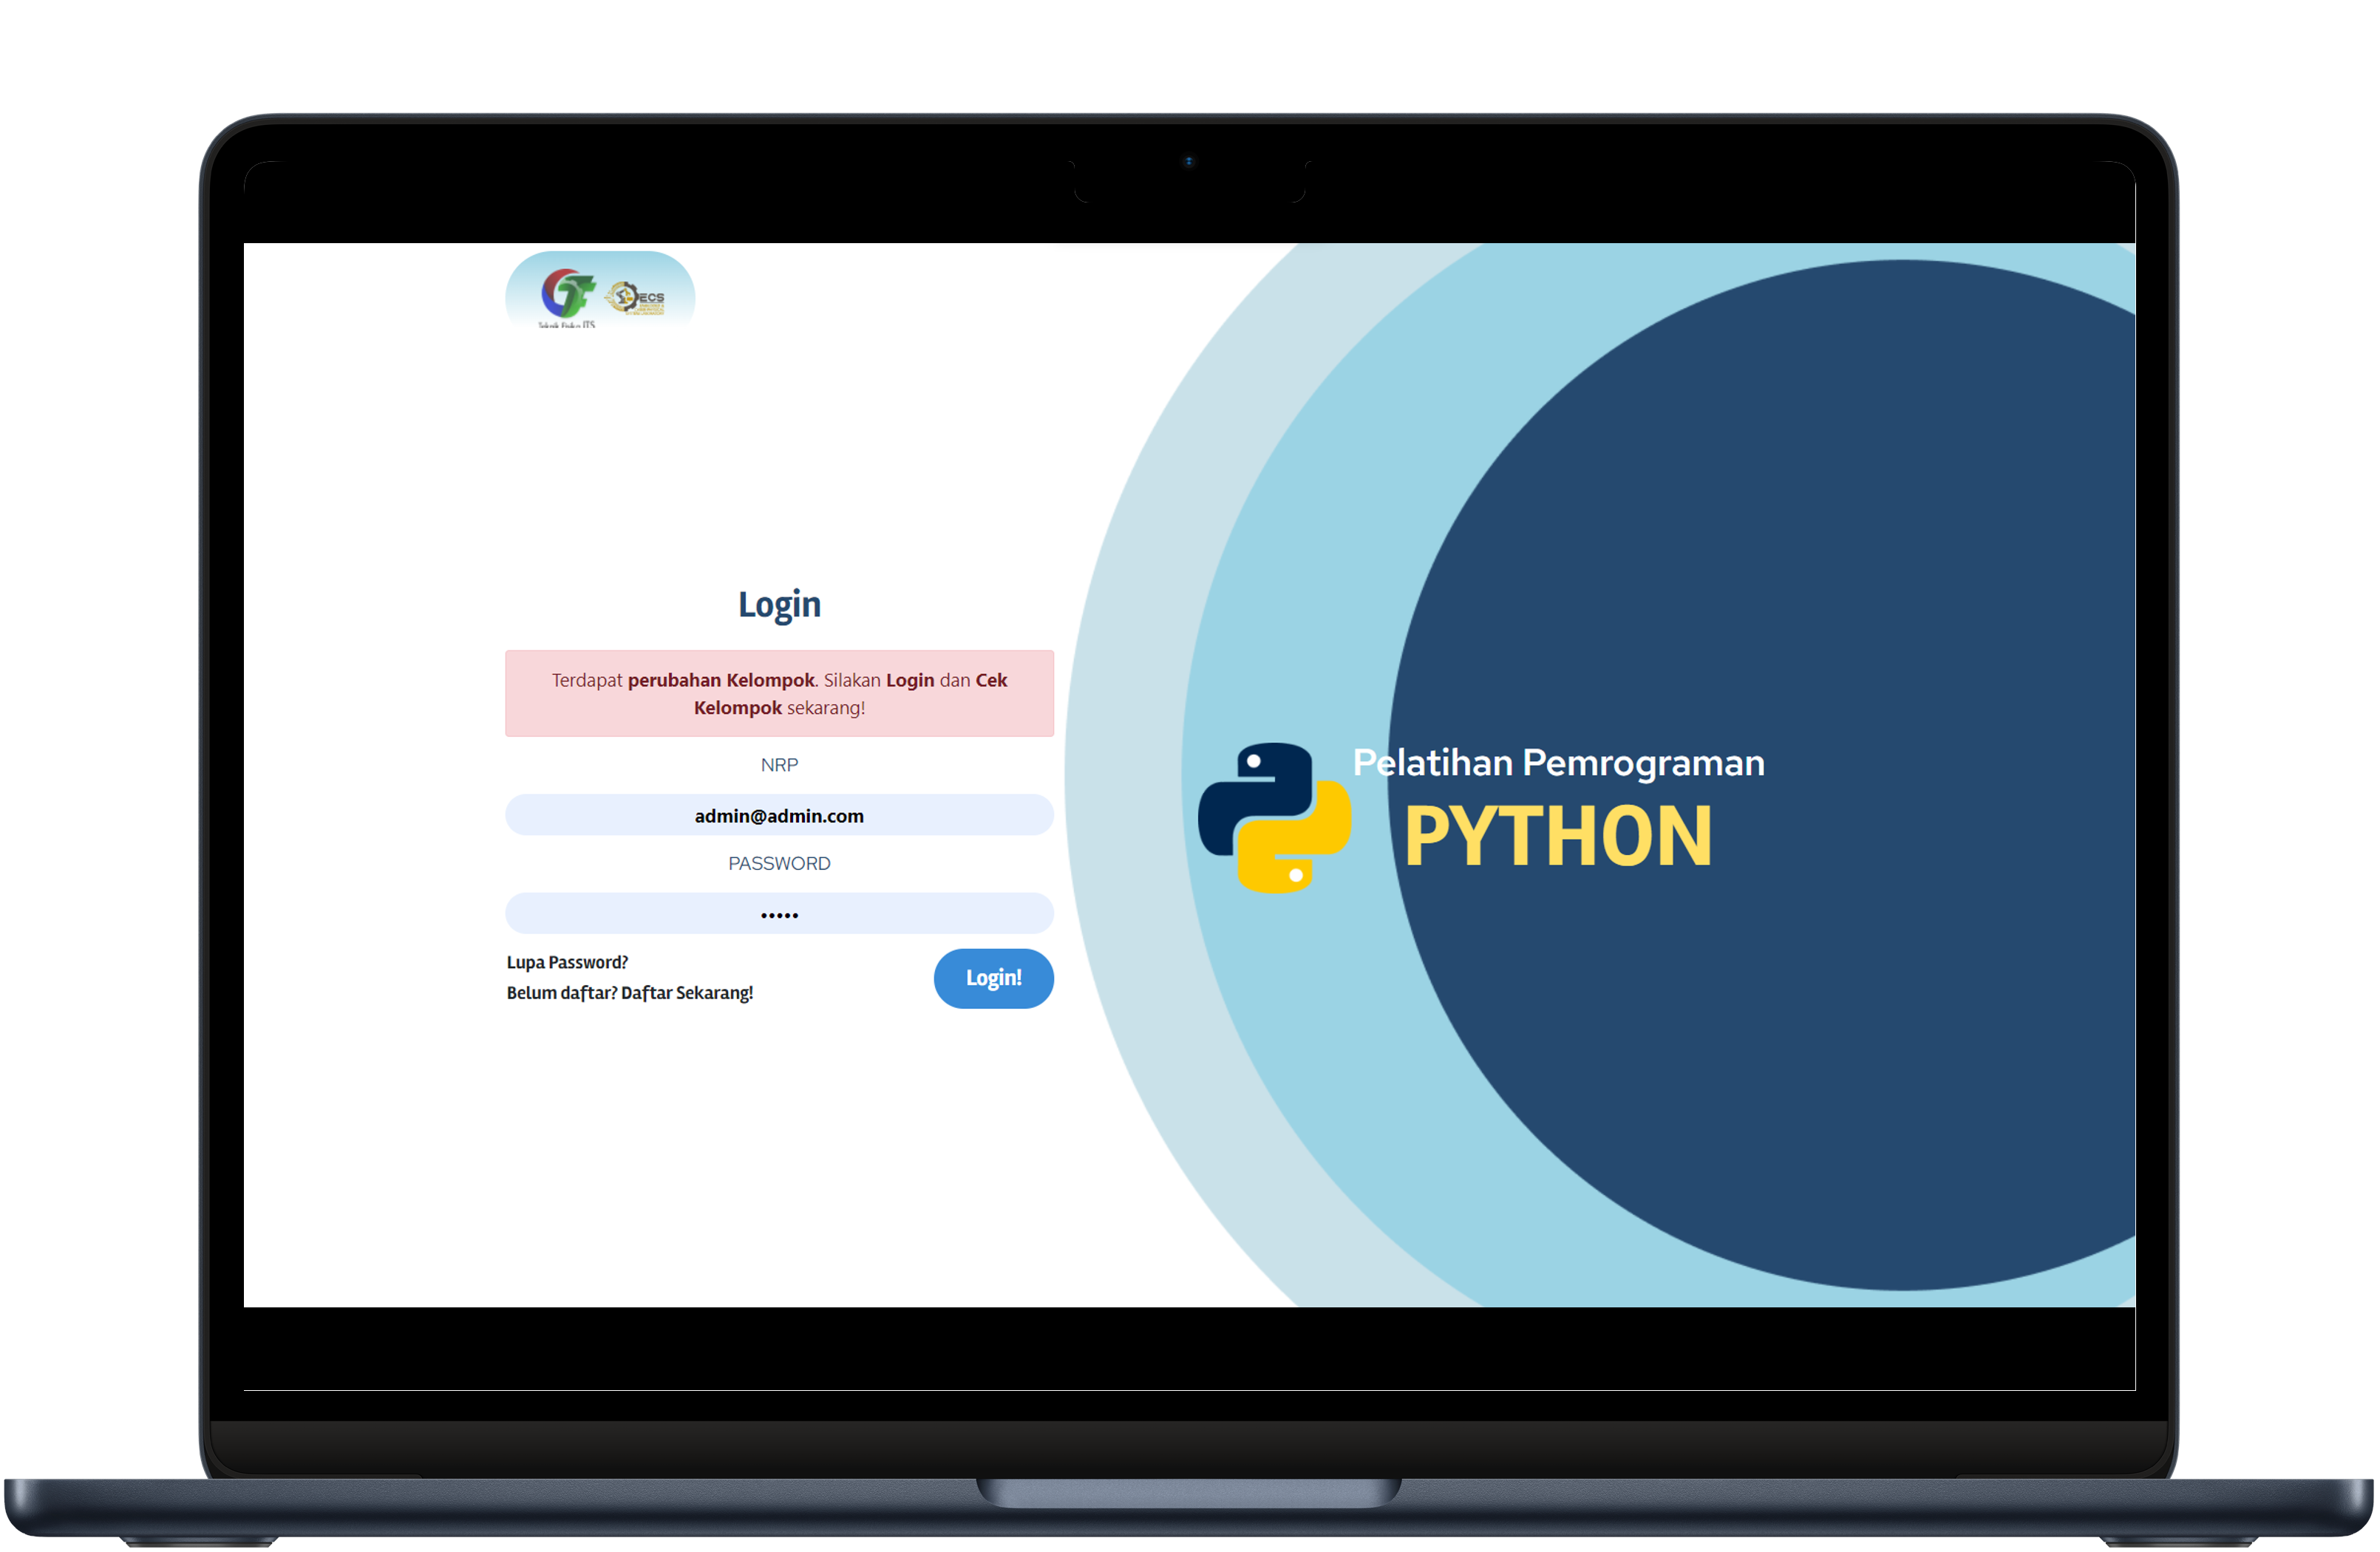 ECS
Teknik Fisika ITS
Login
Terdapat perubahan Kelompok. Silakan Login dan Cek
Kelompok sekarang!
NRP
admin@admin.com
PASSWORD
•••••
Lupa Password?
Belum daftar? Daftar Sekarang!
Login!
Pelatihan Pemrograman
PYTHON